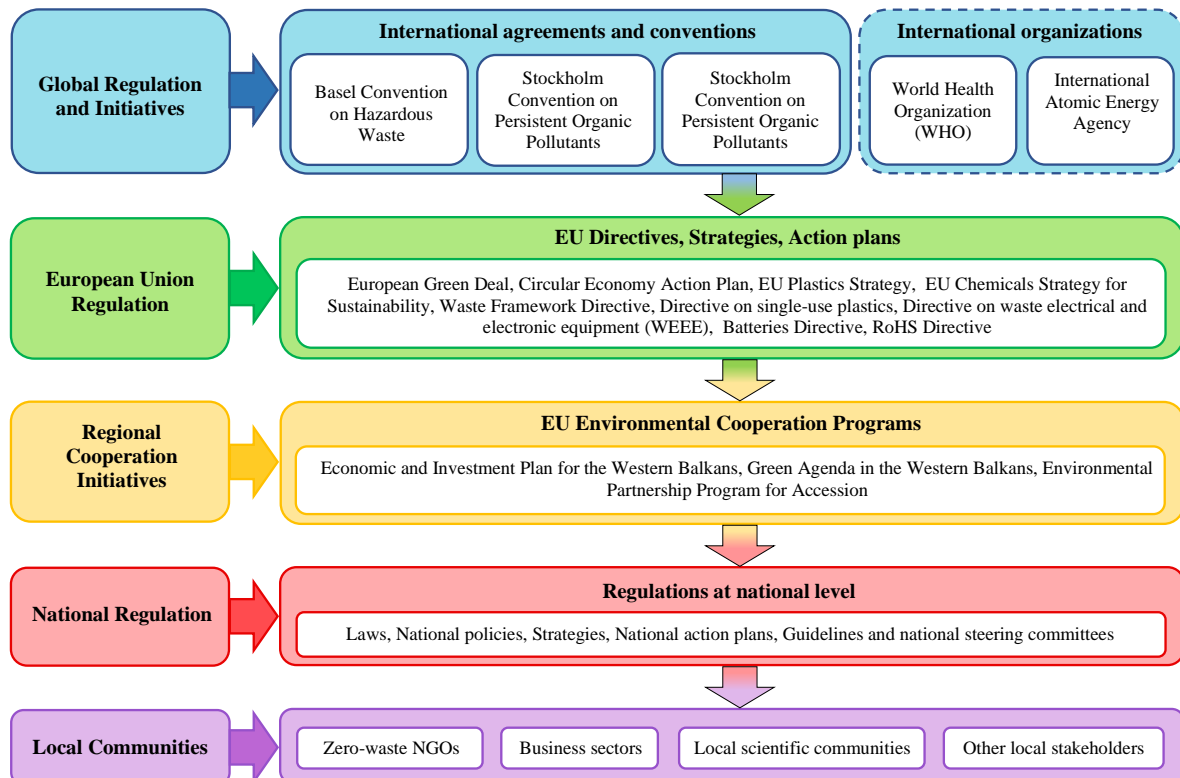 Global Regulation
and Initiatives
International agreements and conventions
Basel Convention
on Hazardous
Waste
Stockholm
Convention on
Persistent Organic
Pollutants
Stockholm
Convention on
Persistent Organic
Pollutants
International organizations
World Health
Organization
(WHO)
International
Atomic Energy
Agency
European Union
Regulation
EU Directives, Strategies, Action plans
European Green Deal, Circular Economy Action Plan, EU Plastics Strategy, EU Chemicals Strategy for
Sustainability, Waste Framework Directive, Directive on single-use plastics, Directive on waste electrical and
electronic equipment (WEEE), Batteries Directive, RoHS Directive
Regional
Cooperation
Initiatives
EU Environmental Cooperation Programs
Economic and Investment Plan for the Western Balkans, Green Agenda in the Western Balkans, Environmental
Partnership Program for Accession
National Regulation
Regulations at national level
Laws, National policies, Strategies, National action plans, Guidelines and national steering committees
Local Communities
Zero-waste NGOs
Business sectors
Local scientific communities
Other local stakeholders